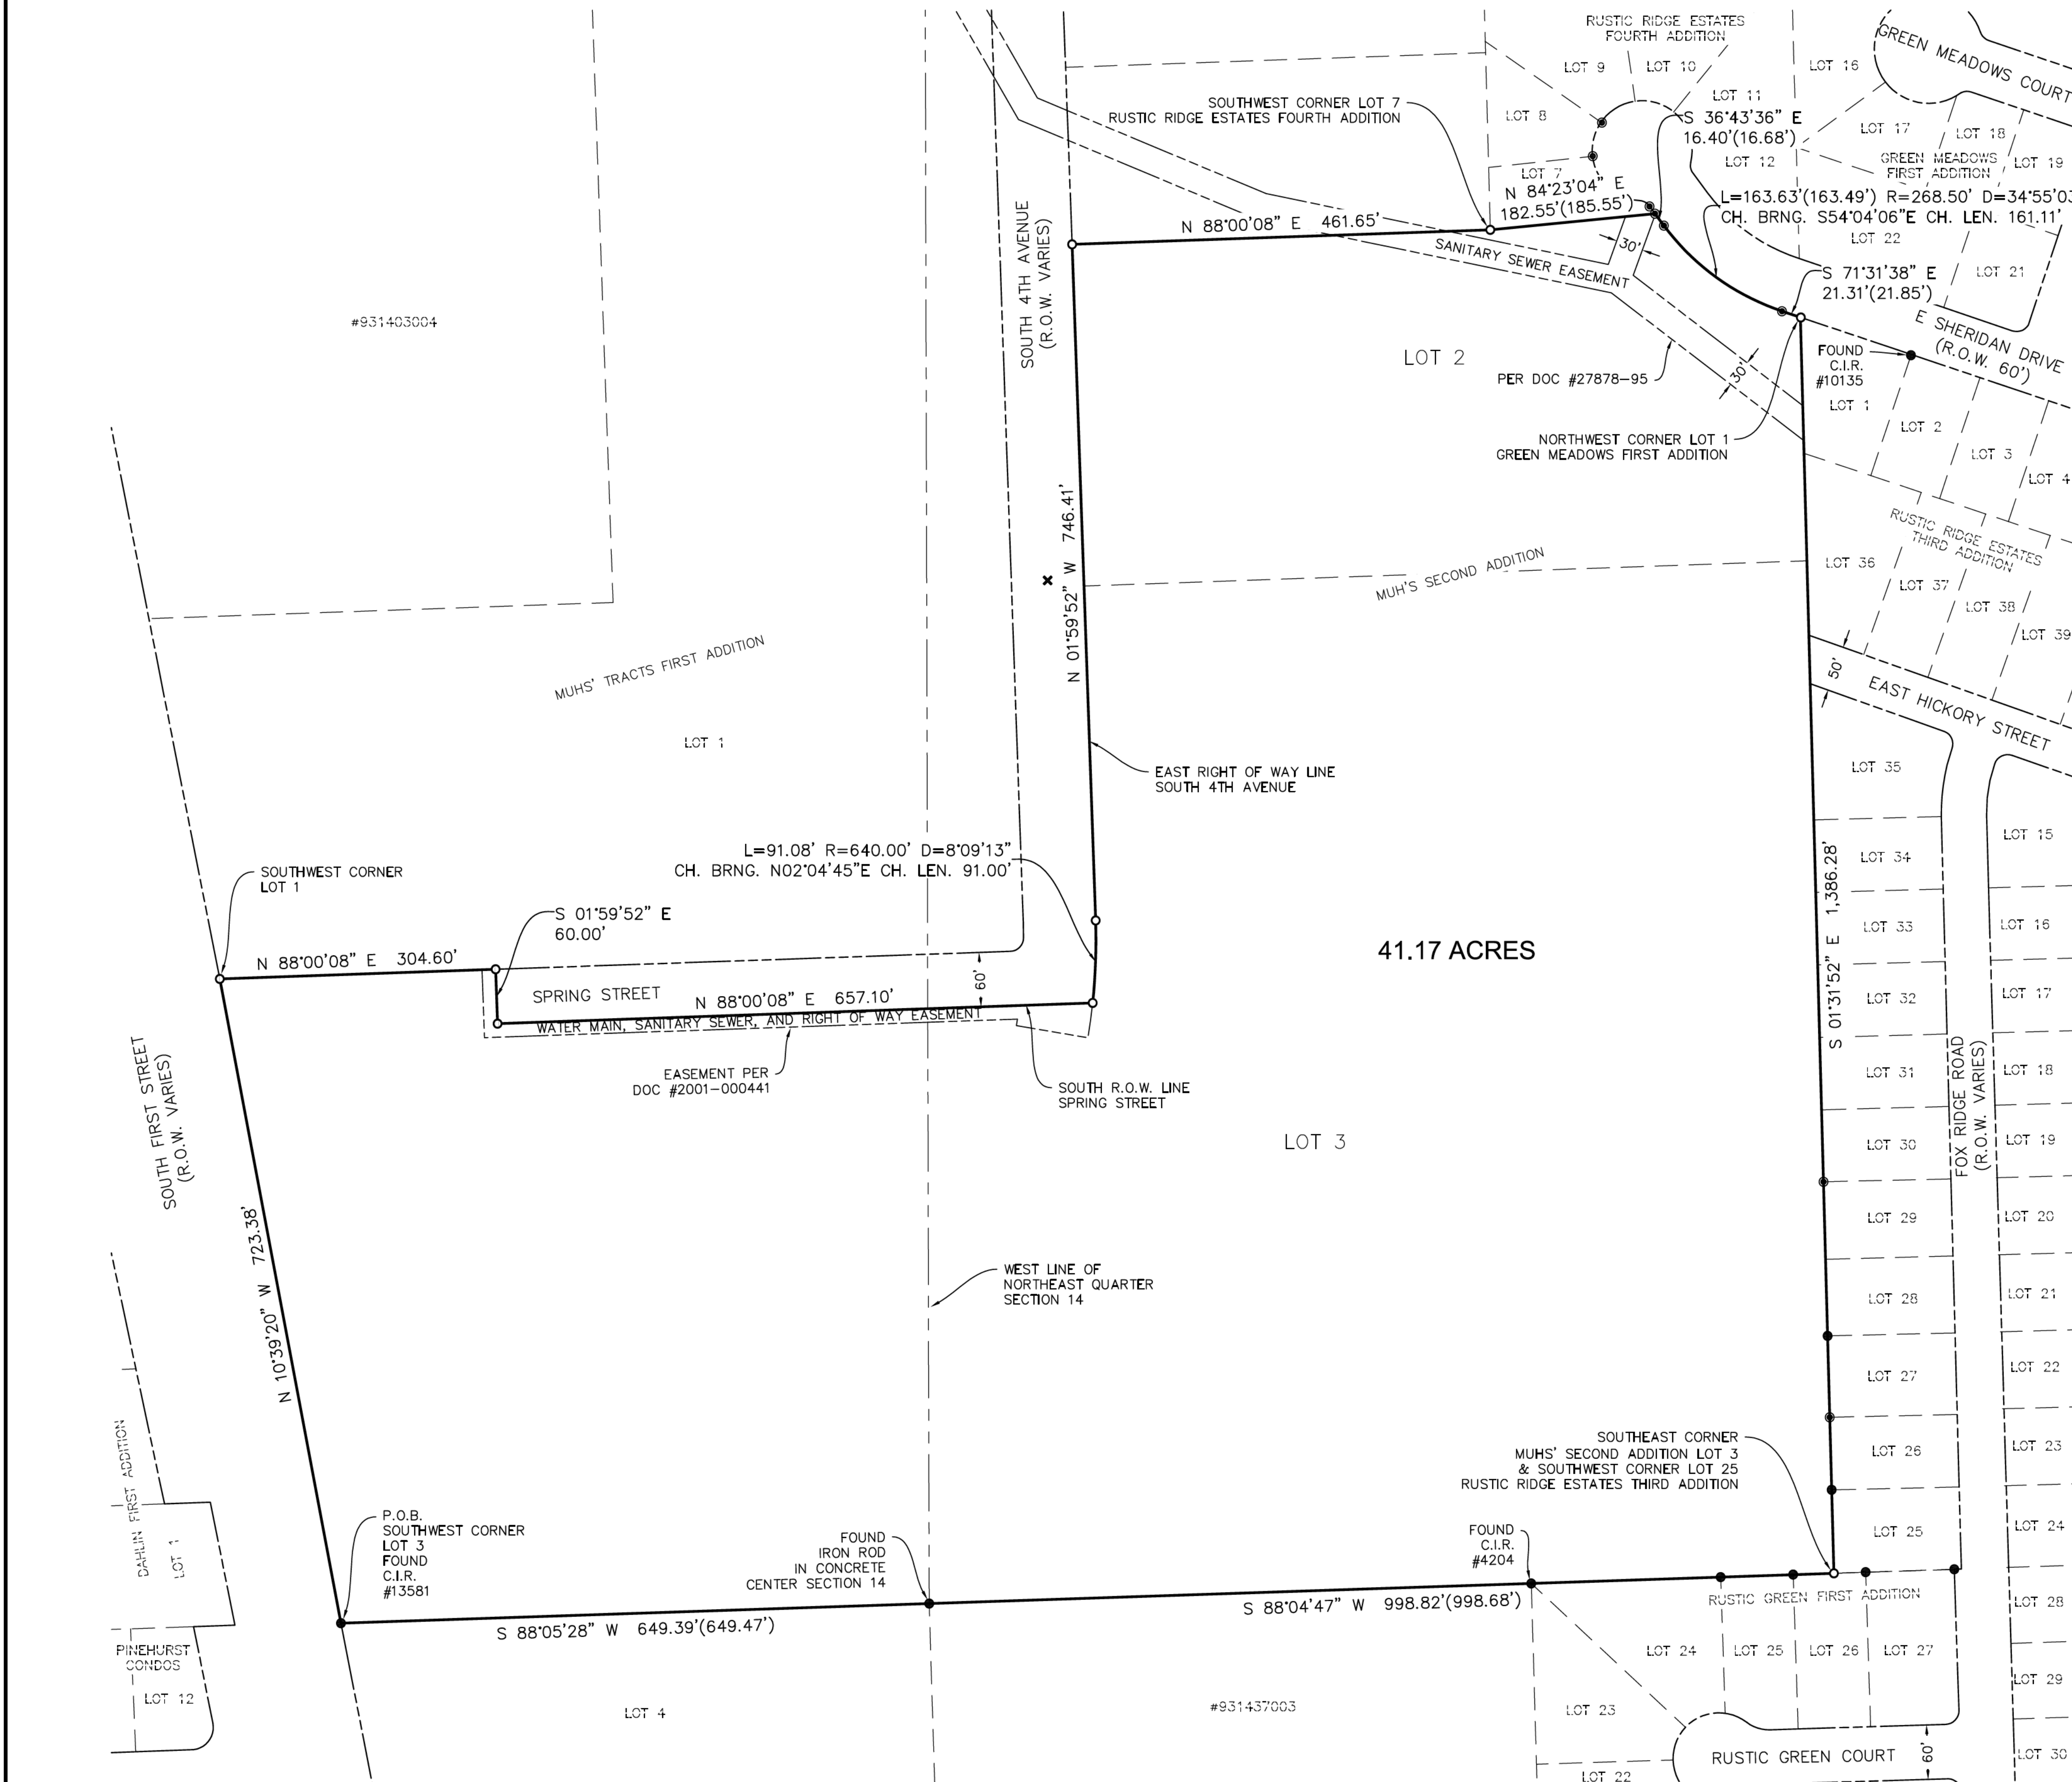 RUSTIC RIDGE ESTATES
FOURTH ADDITION
GREEN MEADOWS COURT
LOT 9
LOT 10
LOT 16
LOT 11
SOUTHWEST CORNER LOT 7
RUSTIC RIDGE ESTATES FOURTH ADDITION
LOT 8
S 36°43'36" E
16.40'(16.68')
LOT 17
LOT 18
LOT 12
GREEN MEADOWS
FIRST ADDITION
LOT 19
LOT 7
N 84°23'04" E
182.55'(185.55')
L=163.63'(163.49') R=268.50' D=34°55'03
CH. BRNG. S54°04'06"E CH. LEN. 161.11'
N 88°00'08" E 461.65'
LOT 22
SOUTH 4TH AVENUE
(R.O.W. VARIES)
SANITARY SEWER EASEMENT
30'
S 71°31'38" E
21.31'(21.85')
LOT 21
#931403004
E SHERIDAN DRIVE
(R.O.W. 60')
LOT 2
FOUND
C.I.R.
#10135
PER DOC #27878-95
30'
LOT 1
LOT 2
LOT 3
LOT 4
NORTHWEST CORNER LOT 1
GREEN MEADOWS FIRST ADDITION
N 01°59'52" W 746.41'
RUSTIC RIDGE ESTATES
THIRD ADDITION
MUH'S SECOND ADDITION
LOT 36
LOT 37
LOT 38
LOT 39
MUHS' TRACTS FIRST ADDITION
50'
EAST HICKORY STREET
LOT 1
EAST RIGHT OF WAY LINE
SOUTH 4TH AVENUE
LOT 35
LOT 15
L=91.08' R=640.00' D=8°09'13"
CH. BRNG. N02°04'45"E CH. LEN. 91.00'
SOUTHWEST CORNER
LOT 1
S 01°59'52" E
60.00'
S 01°31'52" E 1,386.28'
LOT 34
41.17 ACRES
LOT 33
LOT 16
N 88°00'08" E 304.60'
60'
SPRING STREET
N 88°00'08" E 657.10'
WATER MAIN, SANITARY SEWER, AND RIGHT OF WAY EASEMENT
LOT 32
LOT 17
EASEMENT PER
DOC #2001-000441
SOUTH R.O.W. LINE
SPRING STREET
LOT 31
LOT 18
SOUTH FIRST STREET
(R.O.W. VARIES)
FOX RIDGE ROAD
(R.O.W. VARIES)
LOT 3
LOT 30
LOT 19
LOT 29
LOT 20
N 10°39'20" W 723.38'
WEST LINE OF
NORTHEAST QUARTER
SECTION 14
LOT 28
LOT 21
LOT 27
LOT 22
DAHLIN FIRST ADDITION
LOT 1
SOUTHEAST CORNER
MUHS' SECOND ADDITION LOT 3
& SOUTHWEST CORNER LOT 25
RUSTIC RIDGE ESTATES THIRD ADDITION
LOT 26
LOT 23
P.O.B.
SOUTHWEST CORNER
LOT 3
FOUND
C.I.R.
#13581
FOUND
IRON ROD
IN CONCRETE
CENTER SECTION 14
FOUND
C.I.R.
#4204
LOT 25
LOT 24
S 88°05'28" W 649.39'(649.47')
S 88°04'47" W 998.82'(998.68')
RUSTIC GREEN FIRST ADDITION
LOT 28
PINEHURST
CONDOS
LOT 24
LOT 25
LOT 26
LOT 27
LOT 12
LOT 4
#931437003
LOT 23
LOT 29
RUSTIC GREEN COURT
60'
LOT 30
LOT 22